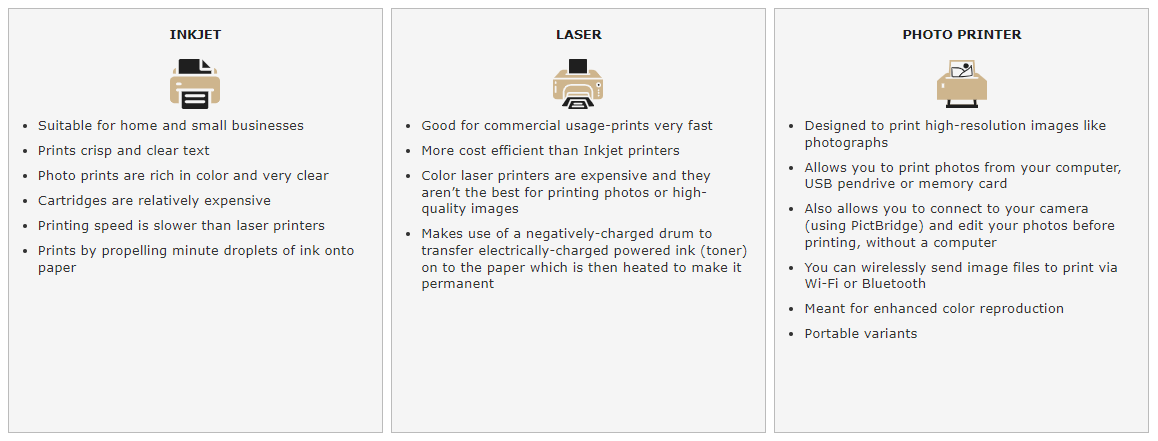 INKJET
• Suitable for home and small businesses
• Prints crisp and clear text
• Photo prints are rich in color and very clear
• Cartridges are relatively expensive
• Printing speed is slower than laser printers
• Prints by propelling minute droplets of ink onto
paper
LASER
• Good for commercial usage-prints very fast
• More cost efficient than Inkjet printers
• Color laser printers are expensive and they
aren’t the best for printing photos or high-
quality images
• Makes use of a negatively-charged drum to
transfer electrically-charged powered ink (toner)
on to the paper which is then heated to make it
permanent
PHOTO PRINTER
• Designed to print high-resolution images like
photographs
• Allows you to print photos from your computer,
USB pendrive or memory card
• Also allows you to connect to your camera
(using PictBridge) and edit your photos before
printing, without a computer
• You can wirelessly send image files to print via
Wi-Fi or Bluetooth
• Meant for enhanced color reproduction
• Portable variants